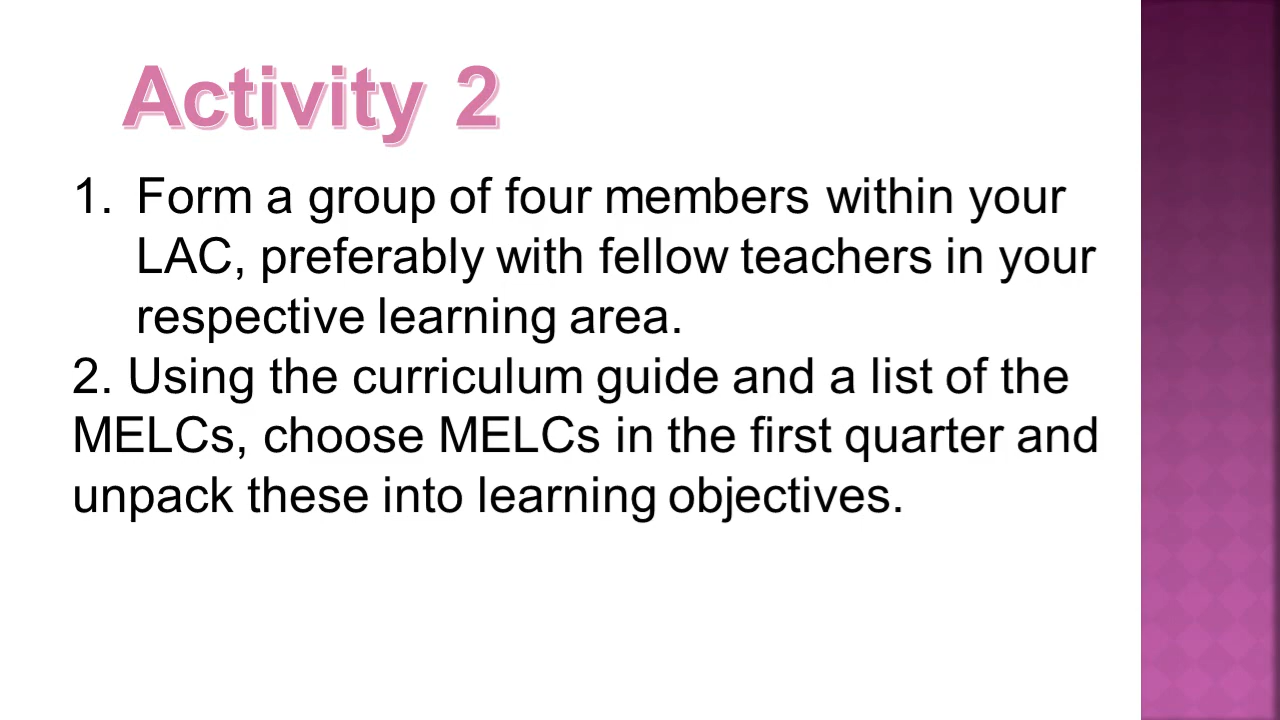 Activity 2
1. Form a group of four members within your
LAC, preferably with fellow teachers in your
respective learning area.
2. Using the curriculum guide and a list of the
MELCs, choose MELCs in the first quarter and
unpack these into learning objectives.